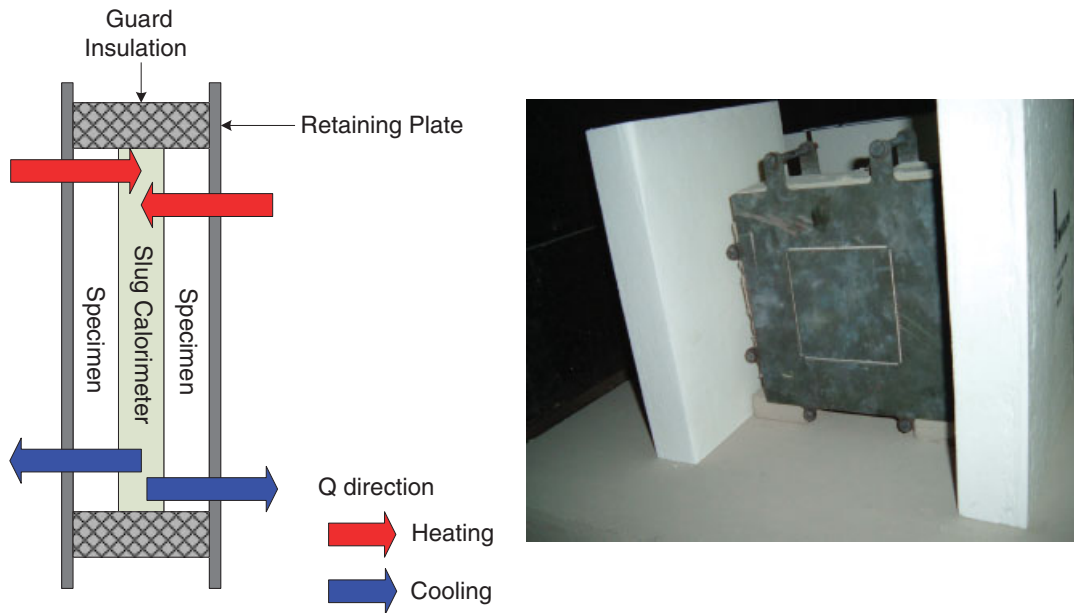 Guard
Insulation
Retaining Plate
Specimen
Slug Calorimeter
Specimen
Q direction
Heating
Cooling